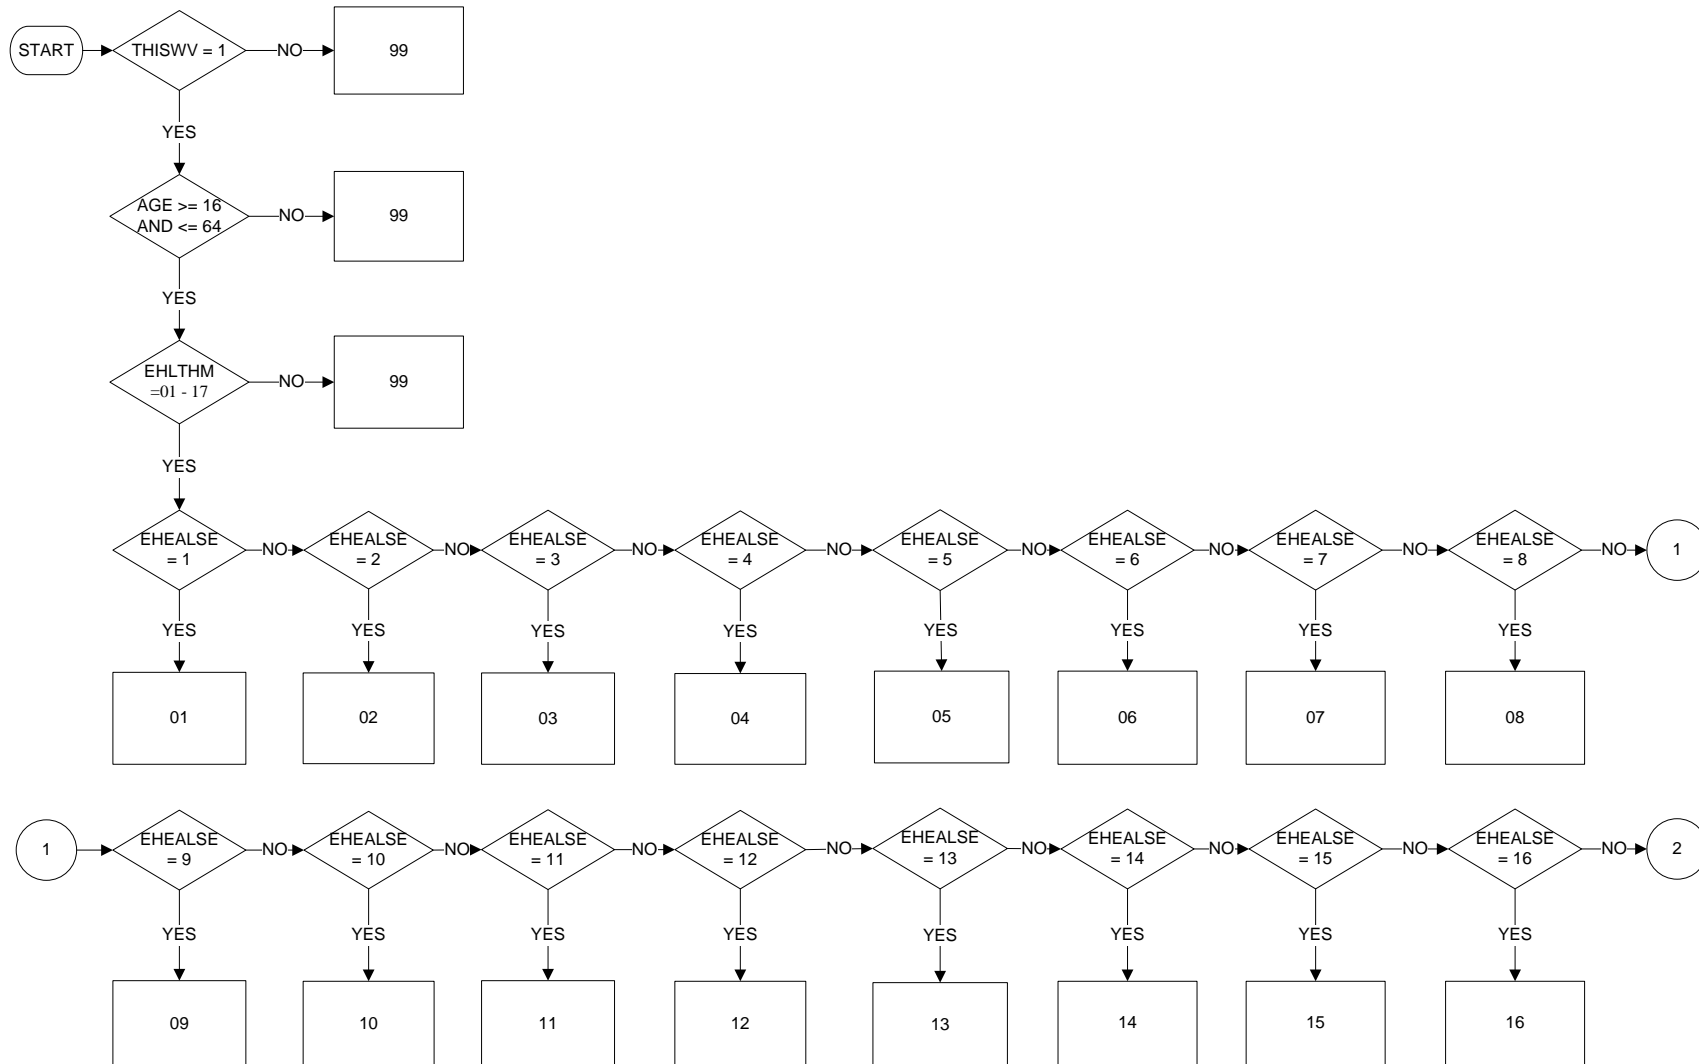 START
THISWV = 1
NO
99
YES
AGE >= 16
AND <= 64
NO
99
YES
EHLTHM
=01 - 17
NO
99
YES
EHEALSE
= 1
NO
EHEALSE
= 2
NO
EHEALSE
= 3
NO
EHEALSE
= 4
NO
EHEALSE
= 5
NO
EHEALSE
= 6
NO
EHEALSE
= 7
NO
EHEALSE
= 8
NO
1
YES
YES
YES
YES
YES
YES
YES
YES
01
02
03
04
05
06
07
08
1
EHEALSE
= 9
NO
EHEALSE
= 10
NO
EHEALSE
= 11
NO
EHEALSE
= 12
NO
EHEALSE
= 13
NO
EHEALSE
= 14
NO
EHEALSE
= 15
NO
EHEALSE
= 16
NO
2
YES
YES
YES
YES
YES
YES
YES
YES
09
10
11
12
13
14
15
16